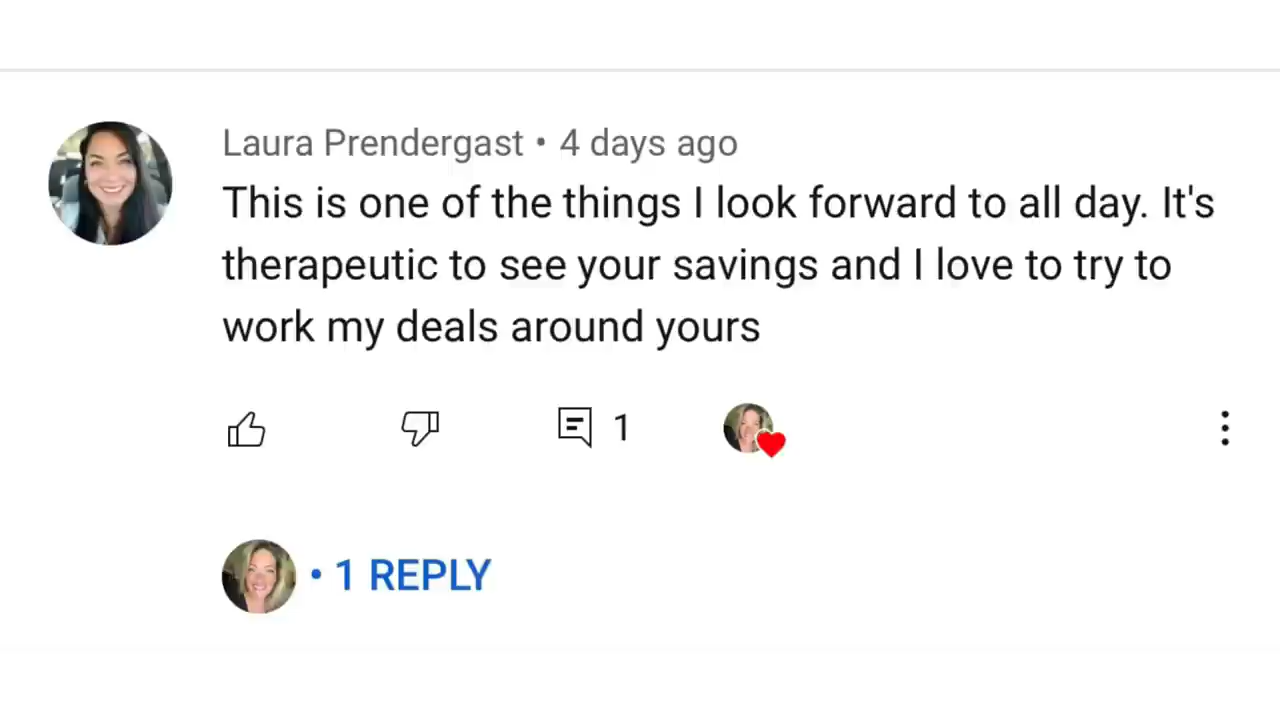 Laura Prendergast • 4 days ago
This is one of the things I look forward to all day. It's
therapeutic to see your savings and I love to try to
work my deals around yours
1
• 1 REPLY